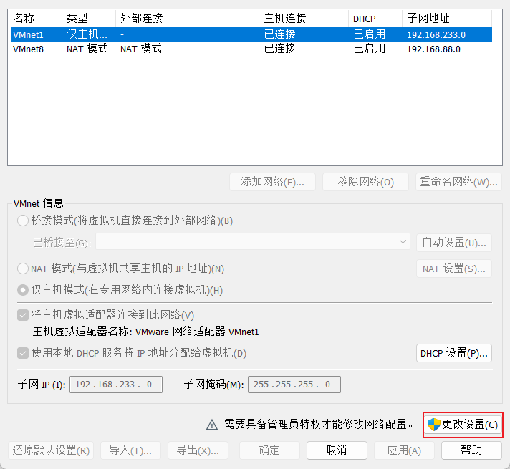 名称 类型 外部连接 主机连接 DHCP 子网地址
VMnet1 仅主机... - 已连接 已启用 192.168.233.0
VMnet8 NAT 模式 NAT 模式 已连接 已启用 192.168.88.0
添加网络(E)... 移除网络(O) 重命名网络(W)...
VMnet 信息
桥接模式(将虚拟机直接连接到外部网络)(B)
已桥接至(G): 自动设置(U)...
NAT 模式(与虚拟机共享主机的 IP 地址)(N) NAT 设置(S)...
仅主机模式(在专用网络内连接虚拟机)(H)
将主机虚拟适配器连接到此网络(V)
主机虚拟适配器名称: VMware 网络适配器 VMnet1
使用本地 DHCP 服务将 IP 地址分配给虚拟机(D) DHCP 设置(P)...
子网 IP (I): 192.168.233. 0 子网掩码(M): 255.255.255. 0
需要具备管理员特权才能修改网络配置。 更改设置(C)
还原默认设置(R) 导入(T)... 导出(X)... 确定 取消 应用(A) 帮助